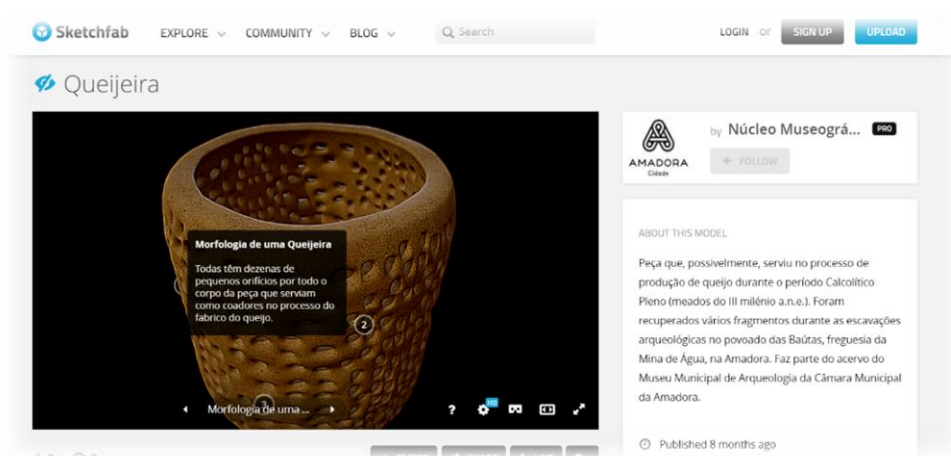 Sketchfab EXPLORE COMMUNITY BLOG Search LOGIN or SIGN UP UPLOAD
Queijeira
Morfologia de uma Queijeira
Todas têm dezenas de
pequenos orifícios por todo o
corpo da peça que serviam
como coadores no processo do
fabrico do queijo.
2
3
Morfologia de uma ...
? HD
AMADORA
Cidade
by Núcleo Museográ... PRO
+ FOLLOW
ABOUT THIS MODEL
Peça que, possivelmente, serviu no processo de
produção de queijo durante o período Calcolítico
Pleno (meados do III milénio a.n.e.). Foram
recuperados vários fragmentos durante as escavações
arqueológicas no povoado das Baútas, freguesia da
Mina de Água, na Amadora. Faz parte do acervo do
Museu Municipal de Arqueologia da Câmara Municipal
da Amadora.
Published 8 months ago